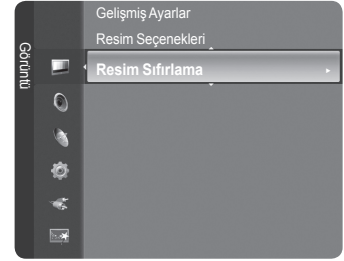 Görüntü
Gelişmiş Ayarlar
Resim Seçenekleri
Resim Sıfırlama